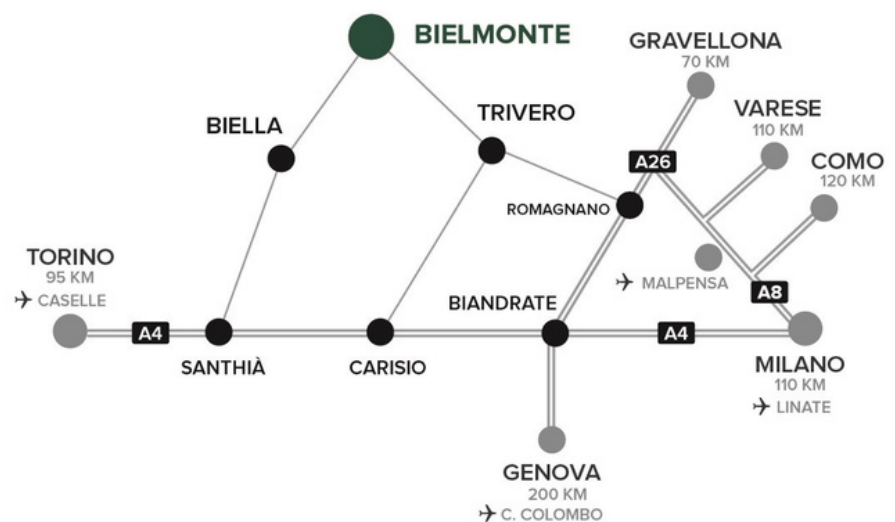 BIELMONTE
GRAVELLONA
70 KM
VARESE
110 KM
BIELLA
TRIVERO
A26
COMO
120 KM
ROMAGNANO
TORINO
95 KM
CASELLE
MALPENSA
A8
BIANDRATE
A4
A4
SANTHIÀ
CARISIO
MILANO
110 KM
LINATE
GENOVA
200 KM
C. COLOMBO